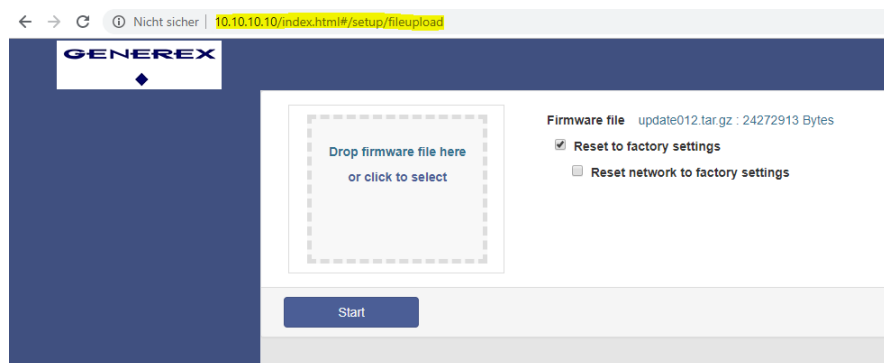 Nicht sicher | 10.10.10.10/index.html#/setup/fileupload
GENEREX
Drop firmware file here
or click to select
Firmware file update012.tar.gz : 24272913 Bytes
Reset to factory settings
Reset network to factory settings
Start